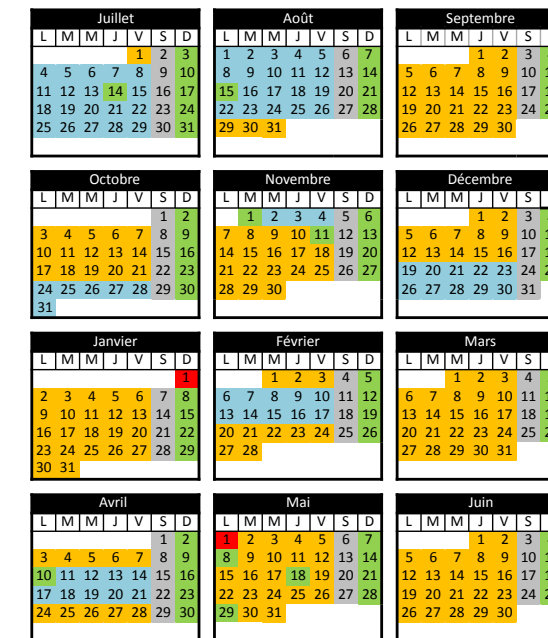 Juillet
L M M J V S D
1 2 3
4 5 6 7 8 9 10
11 12 13 14 15 16 17
18 19 20 21 22 23 24
25 26 27 28 29 30 31
Août
L M M J V S D
1 2 3 4 5 6 7
8 9 10 11 12 13 14
15 16 17 18 19 20 21
22 23 24 25 26 27 28
29 30 31
Septembre
L M M J V S
1 2 3
5 6 7 8 9 10
12 13 14 15 16 17
19 20 21 22 23 24
26 27 28 29 30
Octobre
L M M J V S D
1 2
3 4 5 6 7 8 9
10 11 12 13 14 15 16
17 18 19 20 21 22 23
24 25 26 27 28 29 30
31
Novembre
L M M J V S D
1 2 3 4 5 6
7 8 9 10 11 12 13
14 15 16 17 18 19 20
21 22 23 24 25 26 27
28 29 30
Décembre
L M M J V S
1 2 3
5 6 7 8 9 10
12 13 14 15 16 17
19 20 21 22 23 24
26 27 28 29 30 31
Janvier
L M M J V S D
1
2 3 4 5 6 7 8
9 10 11 12 13 14 15
16 17 18 19 20 21 22
23 24 25 26 27 28 29
30 31
Février
L M M J V S D
1 2 3 4 5
6 7 8 9 10 11 12
13 14 15 16 17 18 19
20 21 22 23 24 25 26
27 28
Mars
L M M J V S
1 2 3 4
6 7 8 9 10 11
13 14 15 16 17 18
20 21 22 23 24 25
27 28 29 30 31
Avril
L M M J V S D
1 2
3 4 5 6 7 8 9
10 11 12 13 14 15 16
17 18 19 20 21 22 23
24 25 26 27 28 29 30
Mai
L M M J V S D
1 2 3 4 5 6 7
8 9 10 11 12 13 14
15 16 17 18 19 20 21
22 23 24 25 26 27 28
29 30 31
Juin
L M M J V S
1 2 3
5 6 7 8 9 10
12 13 14 15 16 17
19 20 21 22 23 24
26 27 28 29 30